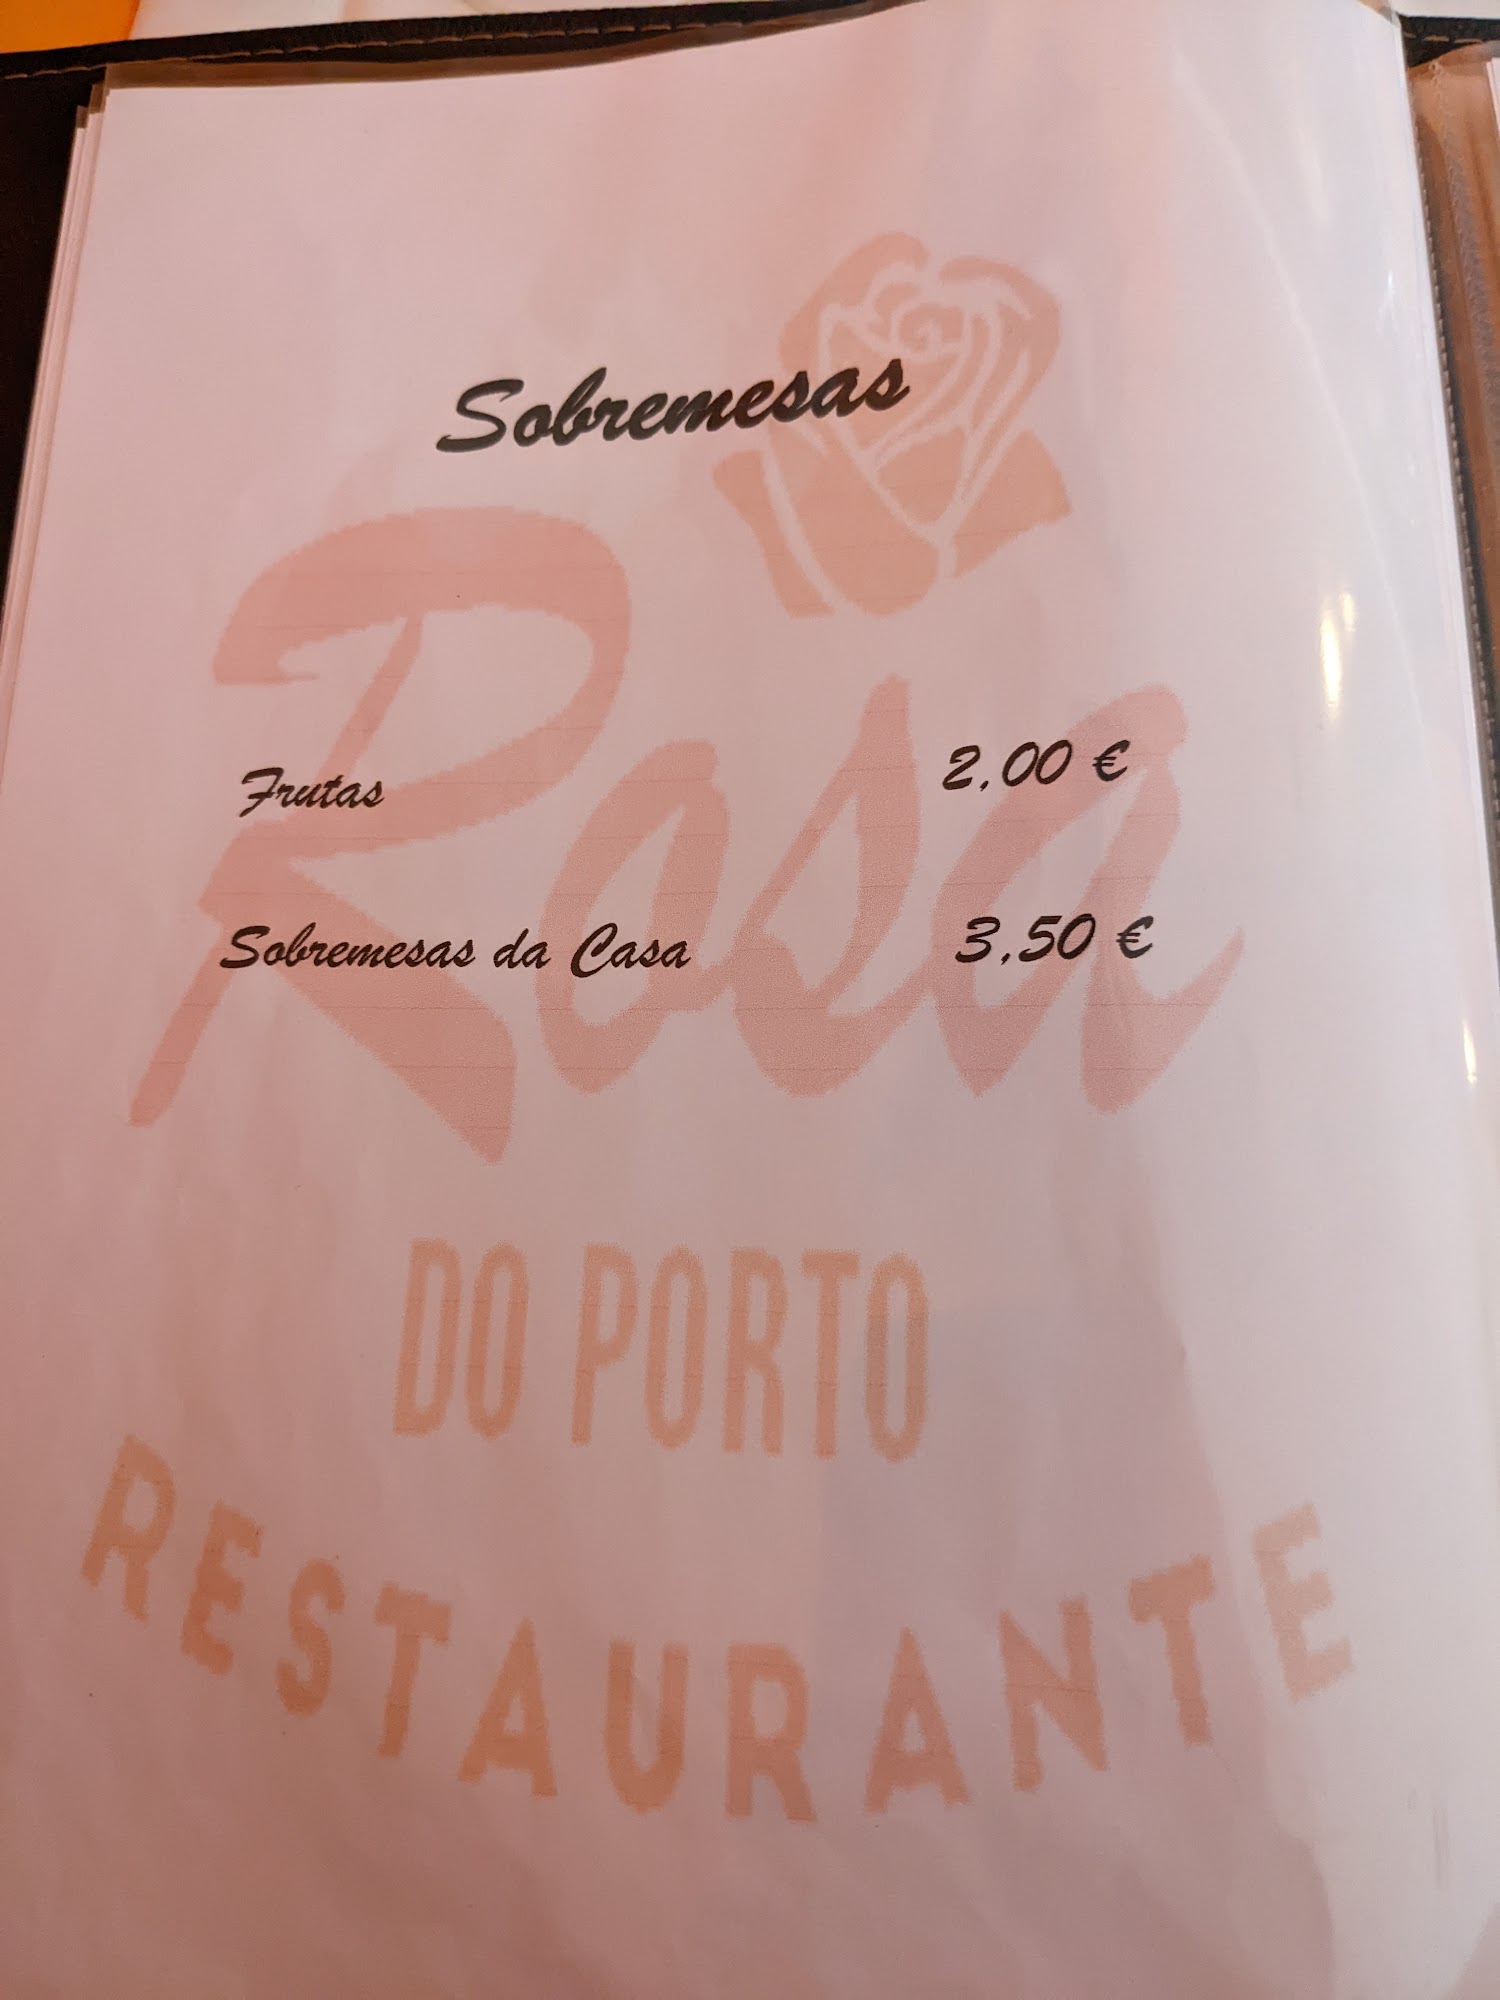 Sobremesas
Frutas 2,00 €
Sobremesas da Casa 3,50 €
Rosa
DO PORTO
RESTAURANTE